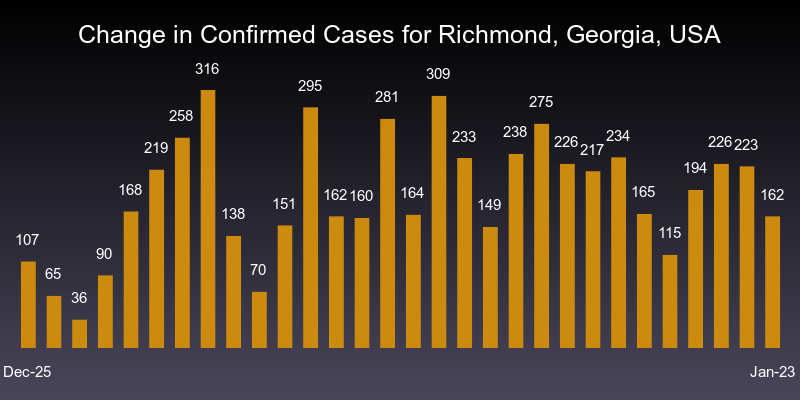 Change in Confirmed Cases for Richmond, Georgia, USA
107 65 36 90 168 219 258 316 138 70 151 295 162 160 281 164 309 233 149 238 275 226 217 234 165 115 194 226 223 162
Dec-25 Jan-23